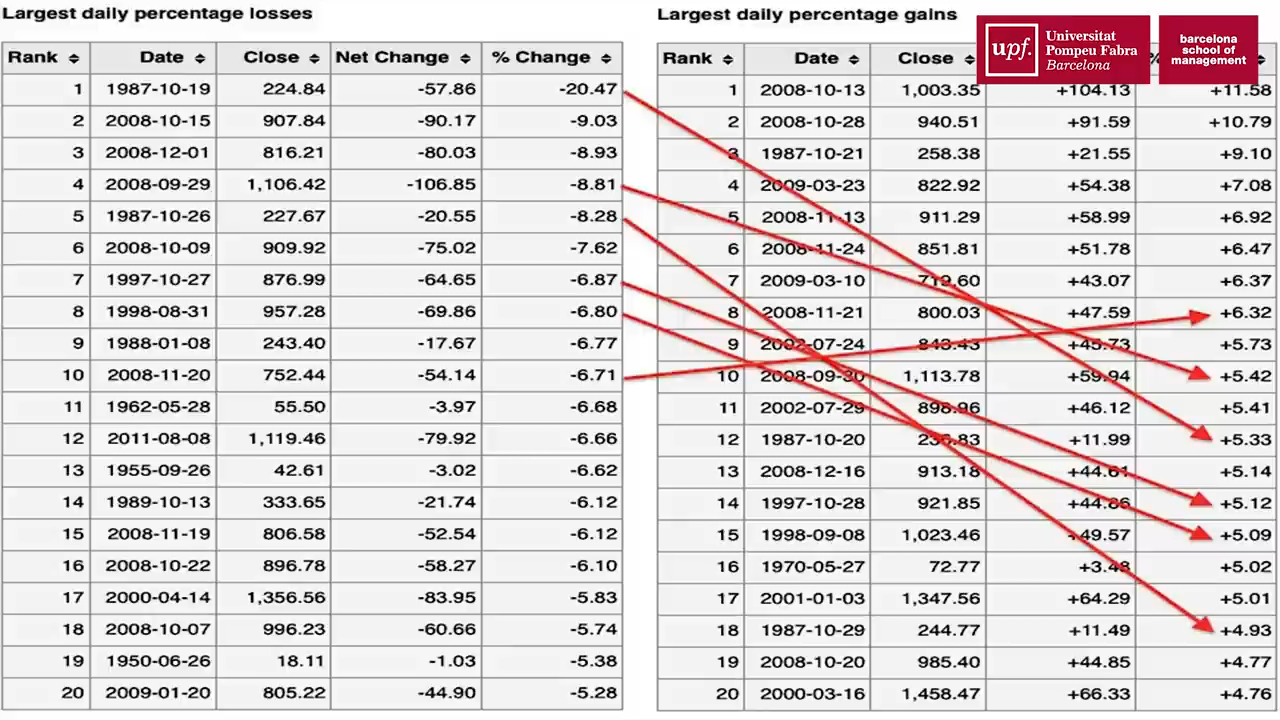 Largest daily percentage losses
Rank Date Close Net Change % Change
1 1987-10-19 224.84 -57.86 -20.47
2 2008-10-15 907.84 -90.17 -9.03
3 2008-12-01 816.21 -80.03 -8.93
4 2008-09-29 1,106.42 -106.85 -8.81
5 1987-10-26 227.67 -20.55 -8.28
6 2008-10-09 909.92 -75.02 -7.62
7 1997-10-27 876.99 -64.65 -6.87
8 1998-08-31 957.28 -69.86 -6.80
9 1988-01-08 243.40 -17.67 -6.77
10 2008-11-20 752.44 -54.14 -6.71
11 1962-05-28 55.50 -3.97 -6.68
12 2011-08-08 1,119.46 -79.92 -6.66
13 1955-09-26 42.61 -3.02 -6.62
14 1989-10-13 333.65 -21.74 -6.12
15 2008-11-19 806.58 -52.54 -6.12
16 2008-10-22 896.78 -58.27 -6.10
17 2000-04-14 1,356.56 -83.95 -5.83
18 2008-10-07 996.23 -60.66 -5.74
19 1950-06-26 18.11 -1.03 -5.38
20 2009-01-20 805.22 -44.90 -5.28
Largest daily percentage gains
upf. Universitat
Pompeu Fabra
Barcelona
barcelona
school of
management
Rank Date Close %
1 2008-10-13 1,003.35 +104.13 +11.58
2 2008-10-28 940.51 +91.59 +10.79
3 1987-10-21 258.38 +21.55 +9.10
4 2009-03-23 822.92 +54.38 +7.08
5 2008-11-13 911.29 +58.99 +6.92
6 2008-11-24 851.81 +51.78 +6.47
7 2009-03-10 719.60 +43.07 +6.37
8 2008-11-21 800.03 +47.59 +6.32
9 2002-07-24 843.43 +45.73 +5.73
10 2008-09-30 1,113.78 +59.94 +5.42
11 2002-07-29 898.96 +46.12 +5.41
12 1987-10-20 236.83 +11.99 +5.33
13 2008-12-16 913.18 +44.61 +5.14
14 1997-10-28 921.85 +44.86 +5.12
15 1998-09-08 1,023.46 +49.57 +5.09
16 1970-05-27 72.77 +3.48 +5.02
17 2001-01-03 1,347.56 +64.29 +5.01
18 1987-10-29 244.77 +11.49 +4.93
19 2008-10-20 985.40 +44.85 +4.77
20 2000-03-16 1,458.47 +66.33 +4.76